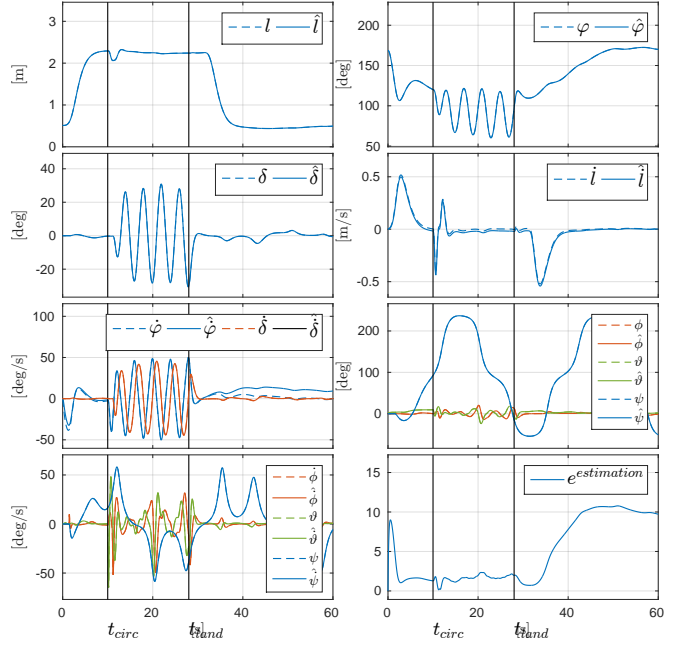 3
2
1
0
[m]
l l̂
200
150
100
50
[deg]
φ φ̂
20
0
-20
[deg]
δ δ̂
0.5
0
-0.5
[m/s]
l̇ l̇̂
100
50
0
-50
[deg/s]
φ̇ φ̇̂ δ̇ δ̇̂
200
100
0
[deg]
ϕ
ϕ̂
ϑ
ϑ̂
ψ
ψ̂
50
0
-50
[deg/s]
ϕ̇
ϕ̇̂
ϑ̇
ϑ̇̂
ψ̇
ψ̇̂
0 20 40 60
t_circ t_land
15
10
5
0
e^estimation
0 20 40 60
t_circ t_land